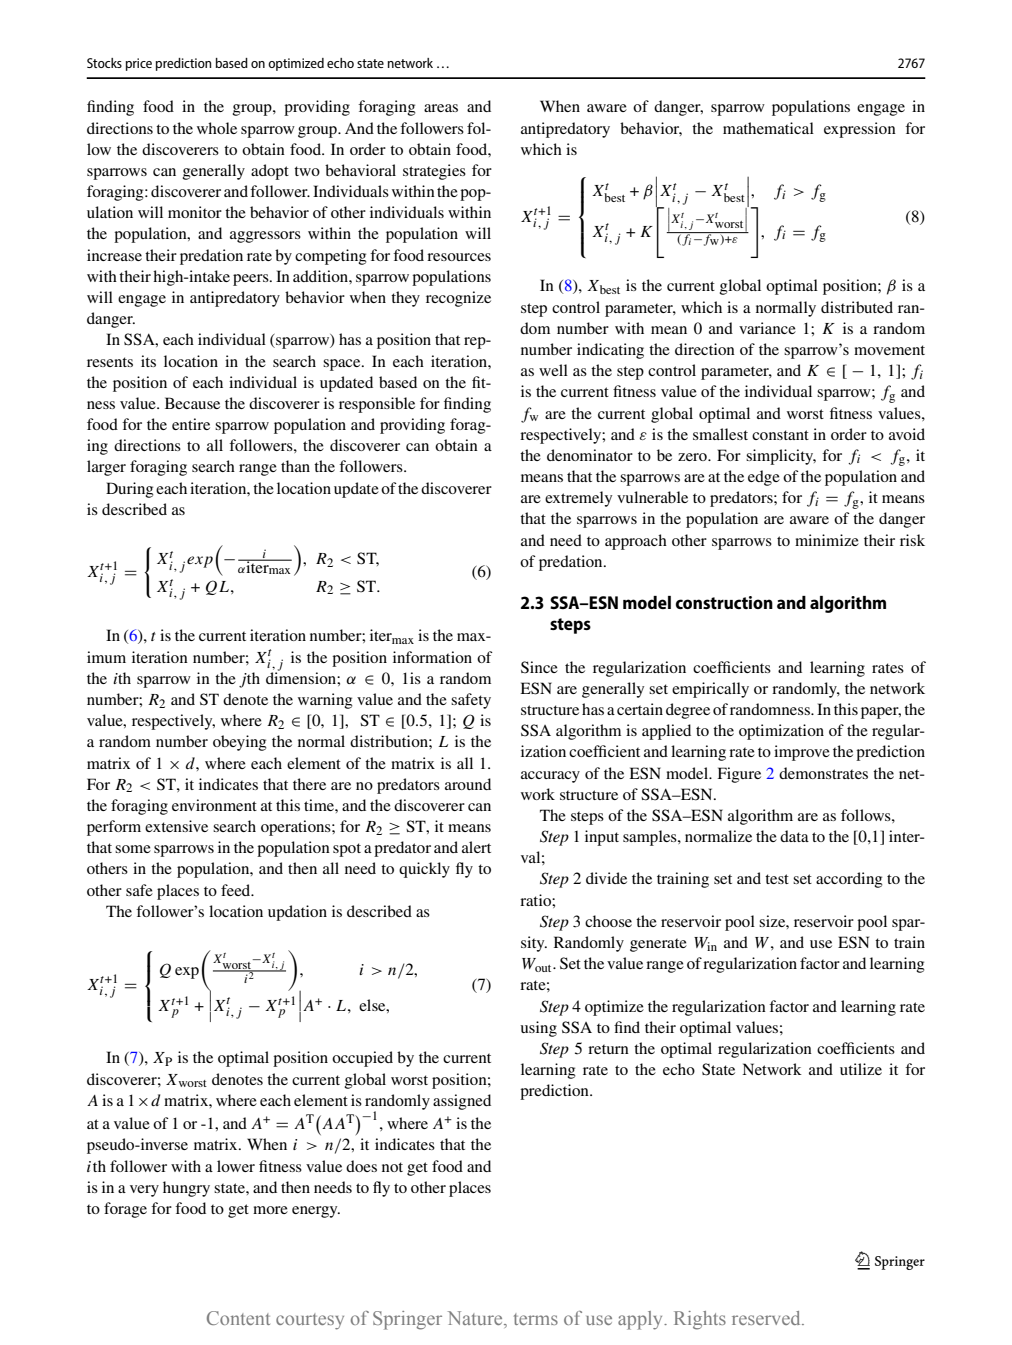 Stocks price prediction based on optimized echo state network …
2767
finding food in the group, providing foraging areas and
directions to the whole sparrow group. And the followers fol-
low the discoverers to obtain food. In order to obtain food,
sparrows can generally adopt two behavioral strategies for
foraging: discoverer and follower. Individuals within the pop-
ulation will monitor the behavior of other individuals within
the population, and aggressors within the population will
increase their predation rate by competing for food resources
with their high-intake peers. In addition, sparrow populations
will engage in antipredatory behavior when they recognize
danger.
In SSA, each individual (sparrow) has a position that rep-
resents its location in the search space. In each iteration,
the position of each individual is updated based on the fit-
ness value. Because the discoverer is responsible for finding
food for the entire sparrow population and providing forag-
ing directions to all followers, the discoverer can obtain a
larger foraging search range than the followers.
During each iteration, the location update of the discoverer
is described as
X_{i,j}^{t+1} = { X_{i,j}^{t} exp(− i / (α iter_max)), R_2 < ST,
X_{i,j}^{t} + QL, R_2 ≥ ST. (6)
In (6), t is the current iteration number; iter_max is the max-
imum iteration number; X_{i,j}^{t} is the position information of
the ith sparrow in the jth dimension; α ∈ 0, 1is a random
number; R_2 and ST denote the warning value and the safety
value, respectively, where R_2 ∈ [0, 1], ST ∈ [0.5, 1]; Q is
a random number obeying the normal distribution; L is the
matrix of 1 × d, where each element of the matrix is all 1.
For R_2 < ST, it indicates that there are no predators around
the foraging environment at this time, and the discoverer can
perform extensive search operations; for R_2 ≥ ST, it means
that some sparrows in the population spot a predator and alert
others in the population, and then all need to quickly fly to
other safe places to feed.
The follower's location updation is described as
X_{i,j}^{t+1} = { Q exp((X_{worst}^{t} − X_{i,j}^{t}) / i^2), i > n/2,
X_p^{t+1} + |X_{i,j}^{t} − X_p^{t+1}| A^+ · L, else, (7)
In (7), X_P is the optimal position occupied by the current
discoverer; X_worst denotes the current global worst position;
A is a 1 × d matrix, where each element is randomly assigned
at a value of 1 or -1, and A^+ = A^T(AA^T)^{−1}, where A^+ is the
pseudo-inverse matrix. When i > n/2, it indicates that the
ith follower with a lower fitness value does not get food and
is in a very hungry state, and then needs to fly to other places
to forage for food to get more energy.
When aware of danger, sparrow populations engage in
antipredatory behavior, the mathematical expression for
which is
X_{i,j}^{t+1} = { X_{best}^{t} + β|X_{i,j}^{t} − X_{best}^{t}|, f_i > f_g
X_{i,j}^{t} + K[|X_{i,j}^{t} − X_{worst}^{t}| / ((f_i − f_w)+ε)], f_i = f_g (8)
In (8), X_best is the current global optimal position; β is a
step control parameter, which is a normally distributed ran-
dom number with mean 0 and variance 1; K is a random
number indicating the direction of the sparrow's movement
as well as the step control parameter, and K ∈ [ − 1, 1]; f_i
is the current fitness value of the individual sparrow; f_g and
f_w are the current global optimal and worst fitness values,
respectively; and ε is the smallest constant in order to avoid
the denominator to be zero. For simplicity, for f_i < f_g, it
means that the sparrows are at the edge of the population and
are extremely vulnerable to predators; for f_i = f_g, it means
that the sparrows in the population are aware of the danger
and need to approach other sparrows to minimize their risk
of predation.
2.3 SSA–ESN model construction and algorithm
steps
Since the regularization coefficients and learning rates of
ESN are generally set empirically or randomly, the network
structure has a certain degree of randomness. In this paper, the
SSA algorithm is applied to the optimization of the regular-
ization coefficient and learning rate to improve the prediction
accuracy of the ESN model. Figure 2 demonstrates the net-
work structure of SSA–ESN.
The steps of the SSA–ESN algorithm are as follows,
Step 1 input samples, normalize the data to the [0,1] inter-
val;
Step 2 divide the training set and test set according to the
ratio;
Step 3 choose the reservoir pool size, reservoir pool spar-
sity. Randomly generate W_in and W, and use ESN to train
W_out. Set the value range of regularization factor and learning
rate;
Step 4 optimize the regularization factor and learning rate
using SSA to find their optimal values;
Step 5 return the optimal regularization coefficients and
learning rate to the echo State Network and utilize it for
prediction.
Springer
Content courtesy of Springer Nature, terms of use apply. Rights reserved.